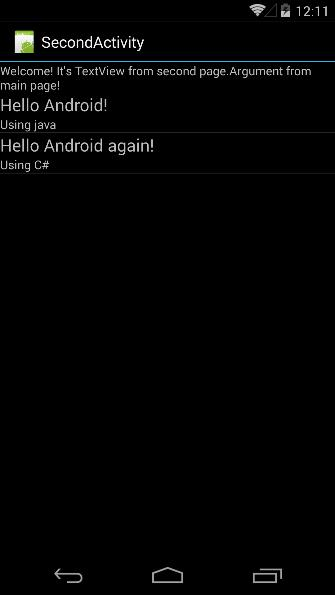 12:11
SecondActivity
Welcome! It's TextView from second page.Argument from
main page!
Hello Android!
Using java
Hello Android again!
Using C#